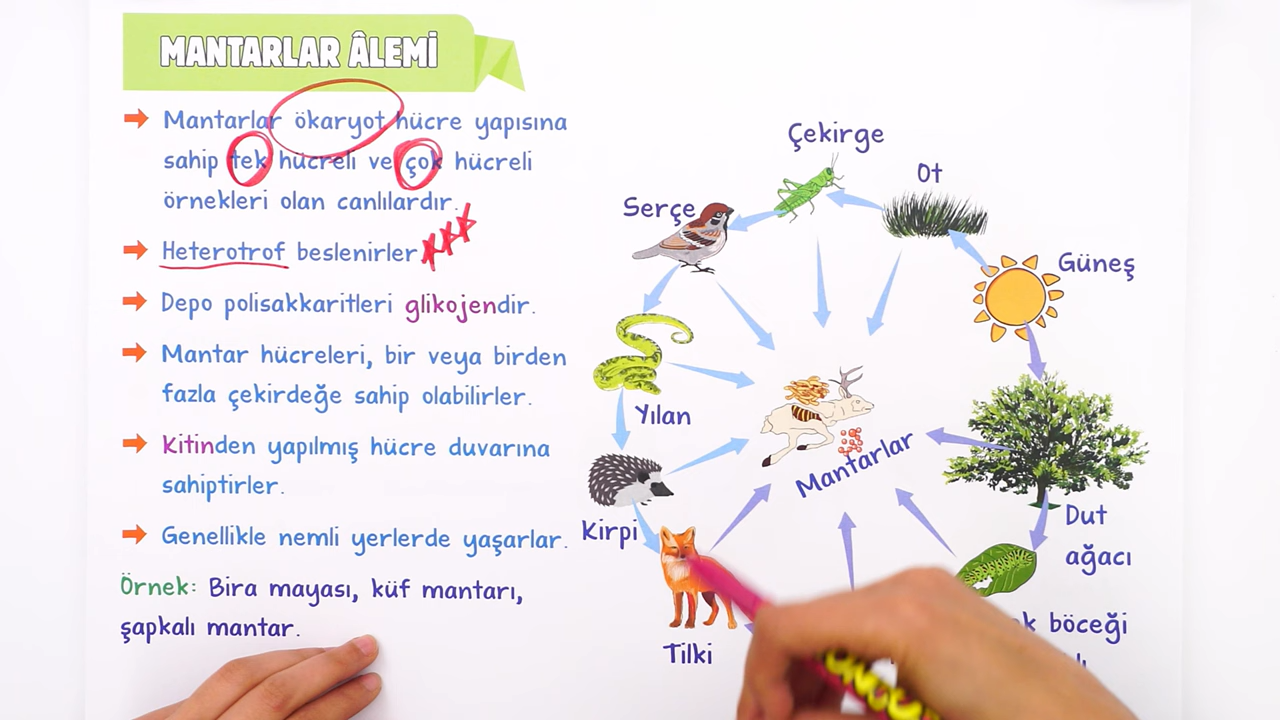 MANTARLAR ÂLEMİ
Mantarlar ökaryot hücre yapısına
sahip tek hücreli ve çok hücreli
örnekleri olan canlılardır.
Heterotrof beslenirler
Depo polisakkaritleri glikojendir.
Mantar hücreleri, bir veya birden
fazla çekirdeğe sahip olabilirler.
Kitinden yapılmış hücre duvarına
sahiptirler.
Genellikle nemli yerlerde yaşarlar.
Örnek: Bira mayası, küf mantarı,
şapkalı mantar.
Çekirge
Ot
Serçe
Güneş
Yılan
Mantarlar
Kirpi
Dut
ağacı
böceği
Tilki